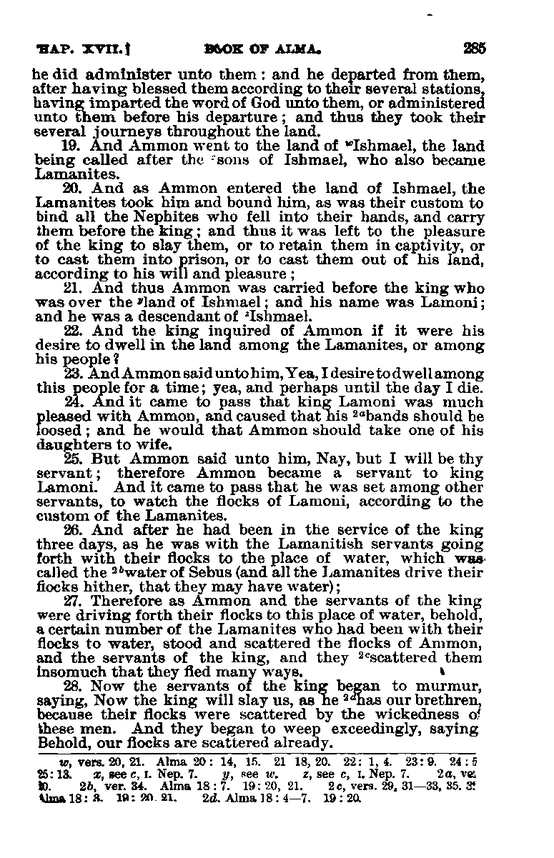 HAP. XVII.] BOOK OF ALMA. 285
he did administer unto them: and he departed from them,
after having blessed them according to their several stations,
having imparted the word of God unto them, or administered
unto them before his departure; and thus they took their
several journeys throughout the land.
19. And Ammon went to the land of wIshmael, the land
being called after the sons of Ishmael, who also became
Lamanites.
20. And as Ammon entered the land of Ishmael, the
Lamanites took him and bound him, as was their custom to
bind all the Nephites who fell into their hands, and carry
them before the king; and thus it was left to the pleasure
of the king to slay them, or to retain them in captivity, or
to cast them into prison, or to cast them out of his land,
according to his will and pleasure;
21. And thus Ammon was carried before the king who
was over the yland of Ishmael; and his name was Lamoni;
and he was a descendant of zIshmael.
22. And the king inquired of Ammon if it were his
desire to dwell in the land among the Lamanites, or among
his people?
23. And Ammon said unto him, Yea, I desire to dwell among
this people for a time; yea, and perhaps until the day I die.
24. And it came to pass that king Lamoni was much
pleased with Ammon, and caused that his 2abands should be
loosed; and he would that Ammon should take one of his
daughters to wife.
25. But Ammon said unto him, Nay, but I will be thy
servant; therefore Ammon became a servant to king
Lamoni. And it came to pass that he was set among other
servants, to watch the flocks of Lamoni, according to the
custom of the Lamanites.
26. And after he had been in the service of the king
three days, as he was with the Lamanitish servants going
forth with their flocks to the place of water, which was
called the 2bwater of Sebus (and all the Lamanites drive their
flocks hither, that they may have water);
27. Therefore as Ammon and the servants of the king
were driving forth their flocks to this place of water, behold,
a certain number of the Lamanites who had been with their
flocks to water, stood and scattered the flocks of Ammon,
and the servants of the king, and they 2cscattered them
insomuch that they fled many ways.
28. Now the servants of the king began to murmur,
saying, Now the king will slay us, as he 2dhas our brethren,
because their flocks were scattered by the wickedness of
these men. And they began to weep exceedingly, saying
Behold, our flocks are scattered already.
w, vers. 20, 21. Alma 20: 14, 15. 21 18, 20. 22: 1, 4. 23: 9. 24: 5
25: 13. x, see c, I. Nep. 7. y, see w. z, see c, I. Nep. 7. 2a, ve
2b, ver. 34. Alma 18: 7. 19: 20, 21. 2c, vers. 29, 31—33, 35.
Alma 18: 3. 19: 20, 21. 2d. Alma 18: 4—7. 19: 20.